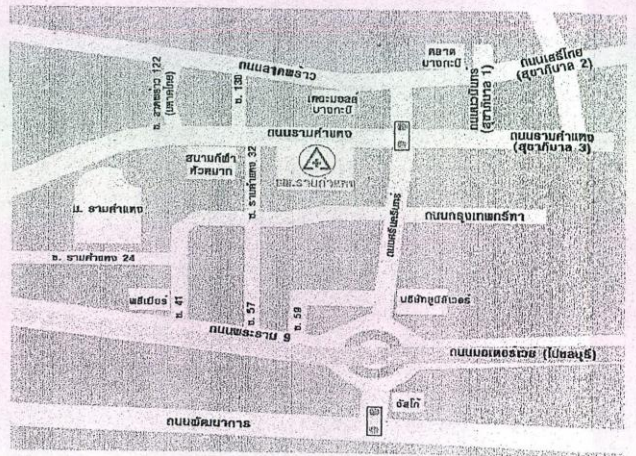 ถนนลาดพร้าว
ตลาด
บางกะปิ
ถนนเสรีไทย
(สุขาภิบาล 2)
ซ. ลาดพร้าว 122
(มหาดไทย)
ซ. 130
เดอะมอลล์
บางกะปิ
ถนนนวมินทร์
(สุขาภิบาล 1)
ถนนรามคำแหง
ถนนรามคำแหง
(สุขาภิบาล 3)
สนามกีฬา
หัวหมาก
ซ. รามคำแหง 32
รพ.รามคำแหง
ม. รามคำแหง
ถนนศรีนครินทร์
ถนนกรุงเทพกรีฑา
ซ. รามคำแหง 24
พรีเมียร์
ซ. 41
ซ. 57
ซ. 59
บริษัทยูนิลีเวอร์
ถนนพระราม 9
ถนนมอเตอร์เวย์ (ไปชลบุรี)
ถนนพัฒนาการ